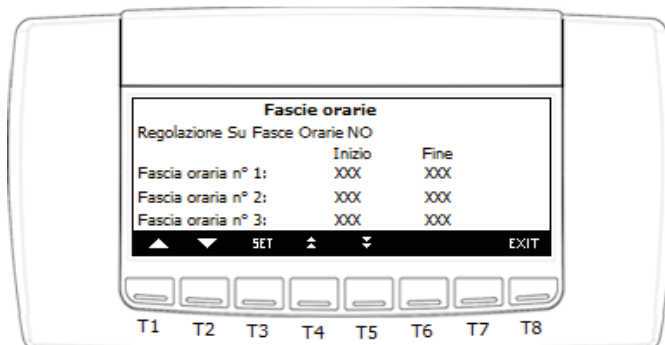 Fascie orarie
Regolazione Su Fasce Orarie NO
Inizio Fine
Fascia oraria n° 1: XXX XXX
Fascia oraria n° 2: XXX XXX
Fascia oraria n° 3: XXX XXX
SET EXIT
T1 T2 T3 T4 T5 T6 T7 T8